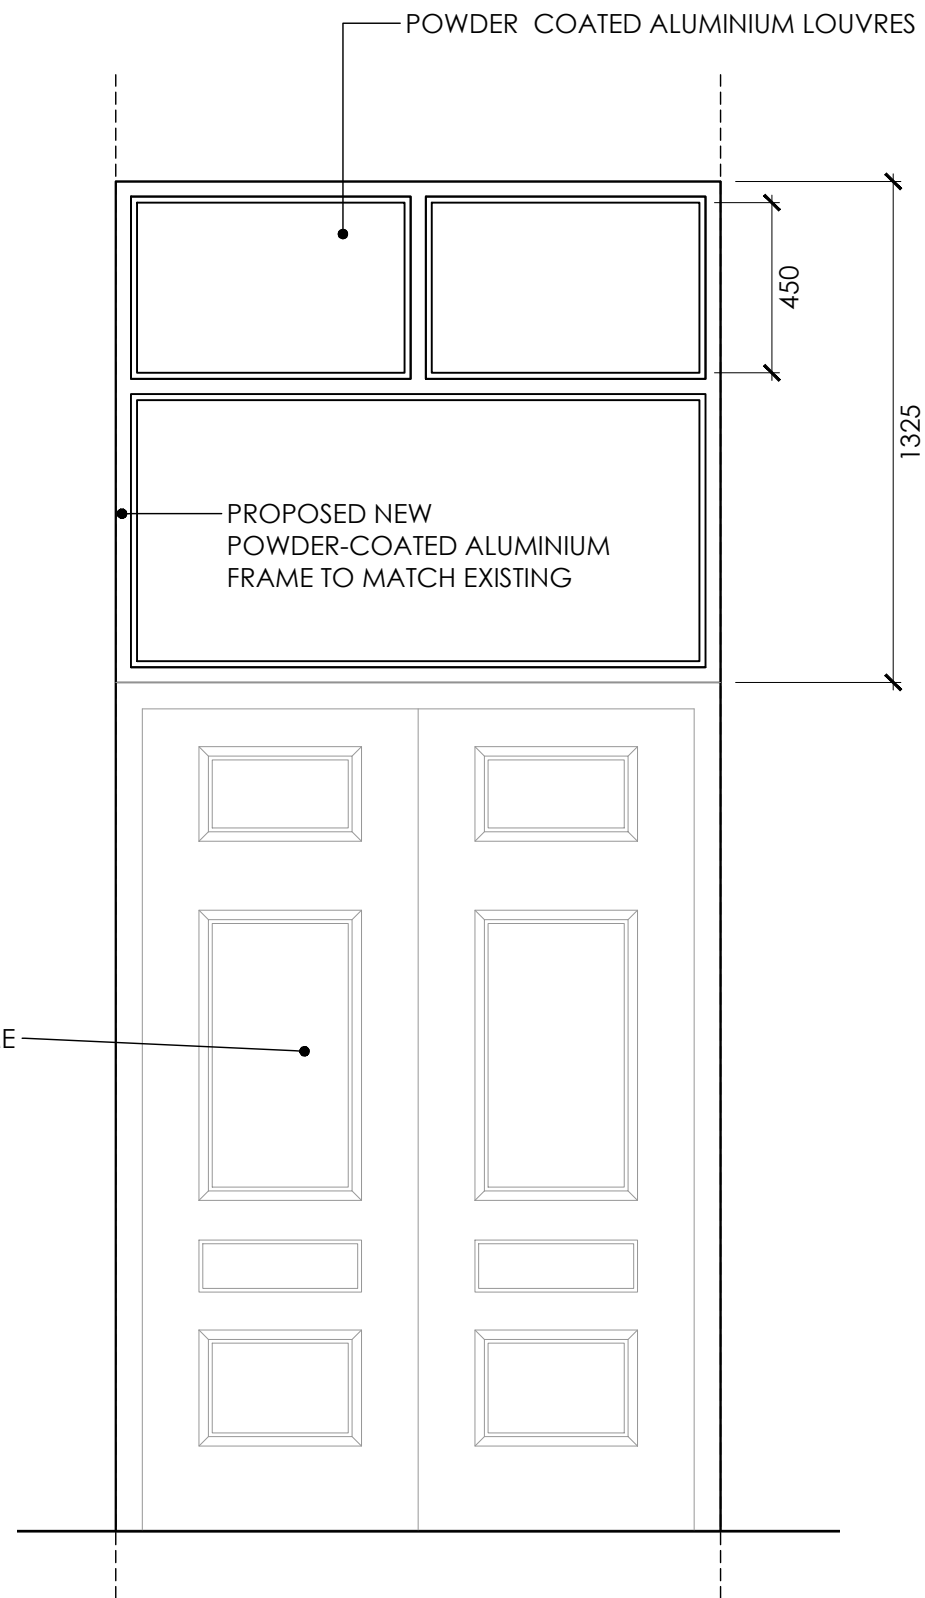 POWDER  COATED ALUMINIUM LOUVRES
450
1325
PROPOSED NEW
POWDER-COATED ALUMINIUM
FRAME TO MATCH EXISTING
E